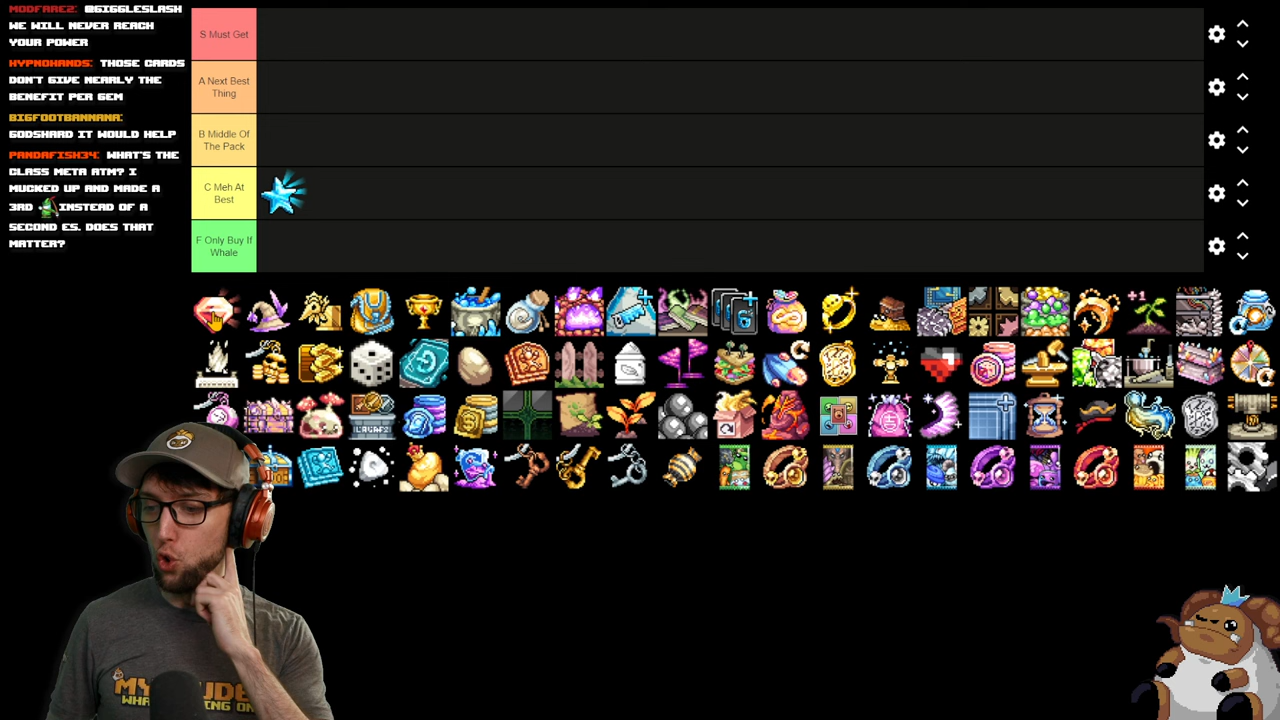 MODFARE2: @GIGGLESLASH
WE WILL NEVER REACH
YOUR POWER
HYPNOHANDS: THOSE CARDS
DON'T GIVE NEARLY THE
BENEFIT PER GEM
BIGFOOTBANNANA:
GODSHARD IT WOULD HELP
PANDAFISH34: WHAT'S THE
CLASS META ATM? I
MUCKED UP AND MADE A
3RD INSTEAD OF A
SECOND ES. DOES THAT
MATTER?
S Must Get
A Next Best
Thing
B Middle Of
The Pack
C Meh At
Best
F Only Buy If
Whale
+1